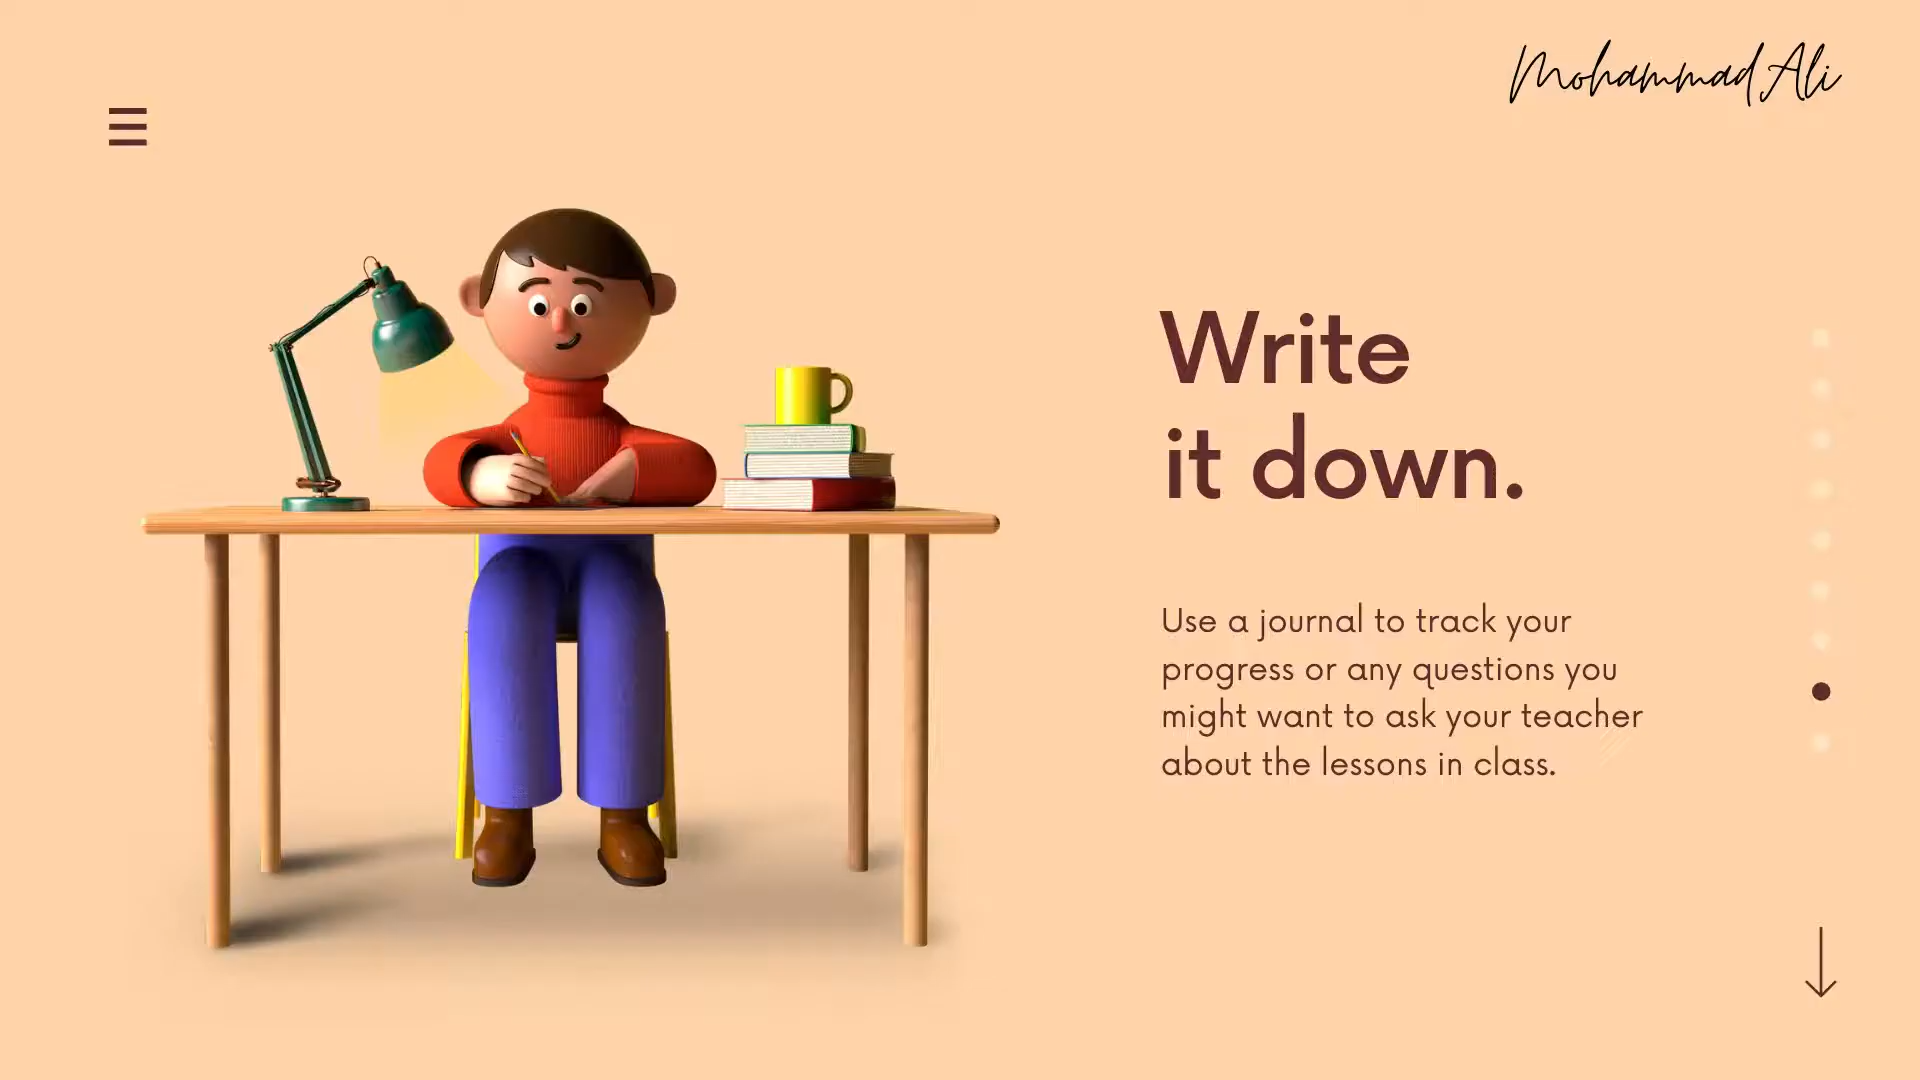 Mohammad Ali
Write
it down.
Use a journal to track your
progress or any questions you
might want to ask your teacher
about the lessons in class.